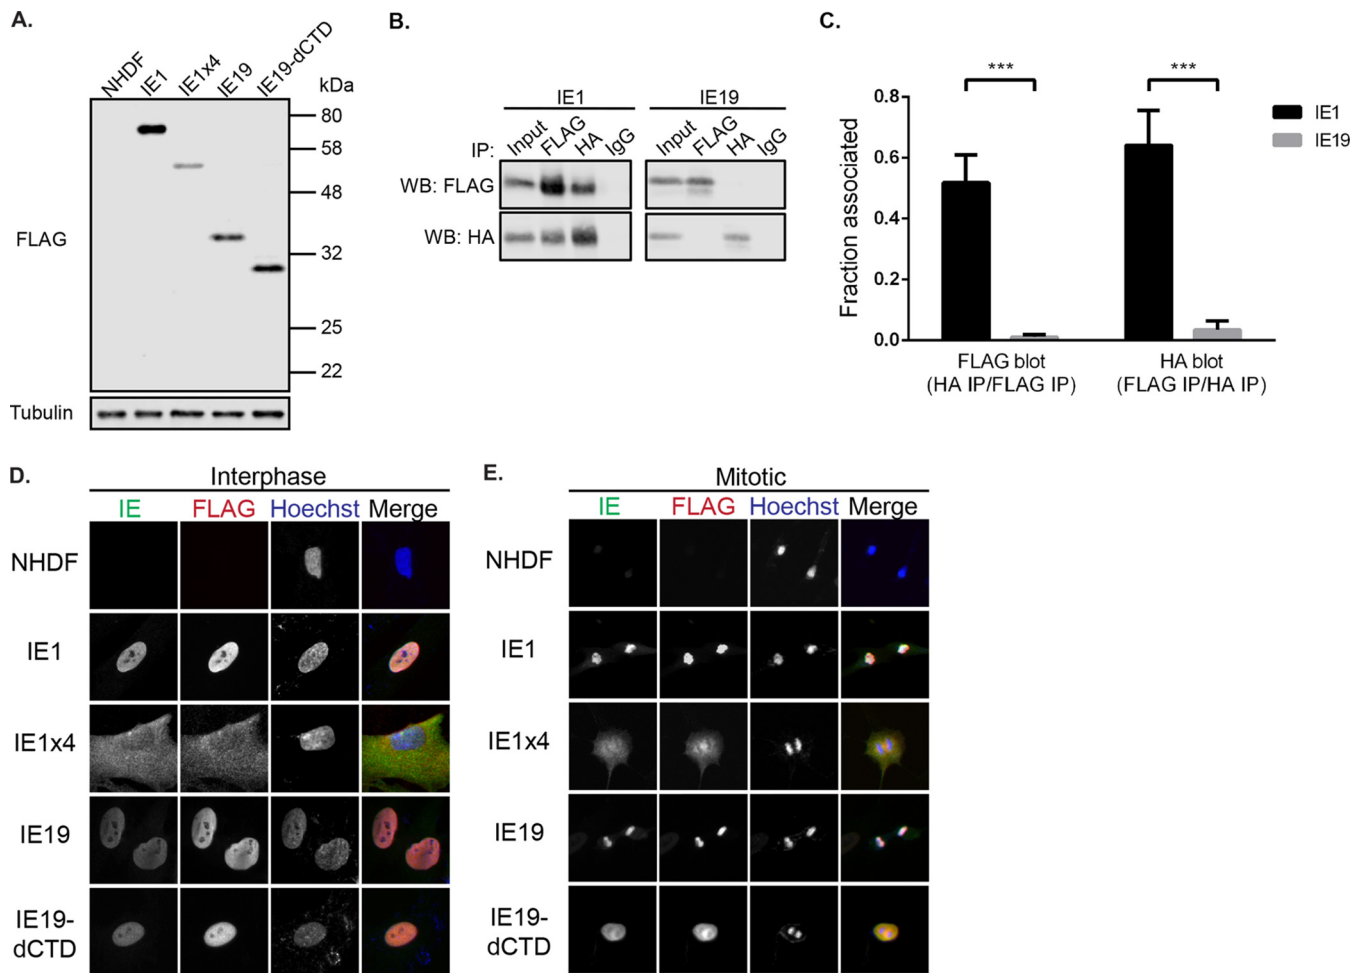 A.
NHDF IE1 IE1x4 IE19 IE19-dCTD
kDa
80
58
48
32
25
22
FLAG
Tubulin
B.
IE1 IE19
IP: Input FLAG HA IgG Input FLAG HA IgG
WB: FLAG
WB: HA
C.
*** ***
0.8
0.6
0.4
0.2
0.0
Fraction associated
IE1
IE19
FLAG blot
(HA IP/FLAG IP)
HA blot
(FLAG IP/HA IP)
D.
Interphase
IE FLAG Hoechst Merge
NHDF
IE1
IE1x4
IE19
IE19-
dCTD
E.
Mitotic
IE FLAG Hoechst Merge
NHDF
IE1
IE1x4
IE19
IE19-
dCTD